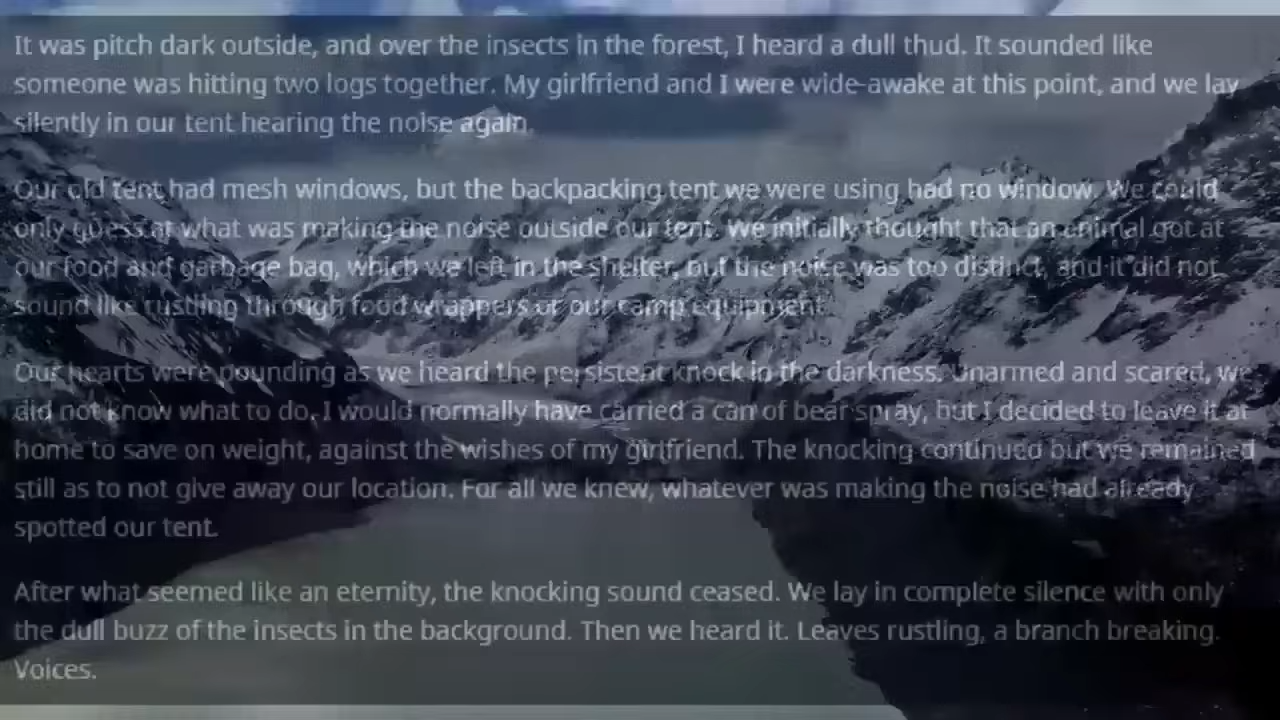 It was pitch dark outside, and over the insects in the forest, I heard a dull thud. It sounded like
someone was hitting two logs together. My girlfriend and I were wide-awake at this point, and we lay
silently in our tent hearing the noise again.
Our old tent had mesh windows, but the backpacking tent we were using had no window. We could
only guess at what was making the noise outside our tent. We initially thought that an animal got at
our food and garbage bag, which we left in the shelter, but the noise was too distinct, and it did not
sound like rustling through food wrappers or our camp equipment.
Our hearts were pounding as we heard the persistent knock in the darkness. Unarmed and scared, we
did not know what to do. I would normally have carried a can of bear spray, but I decided to leave it at
home to save on weight, against the wishes of my girlfriend. The knocking continued but we remained
still as to not give away our location. For all we knew, whatever was making the noise had already
spotted our tent.
After what seemed like an eternity, the knocking sound ceased. We lay in complete silence with only
the dull buzz of the insects in the background. Then we heard it. Leaves rustling, a branch breaking.
Voices.